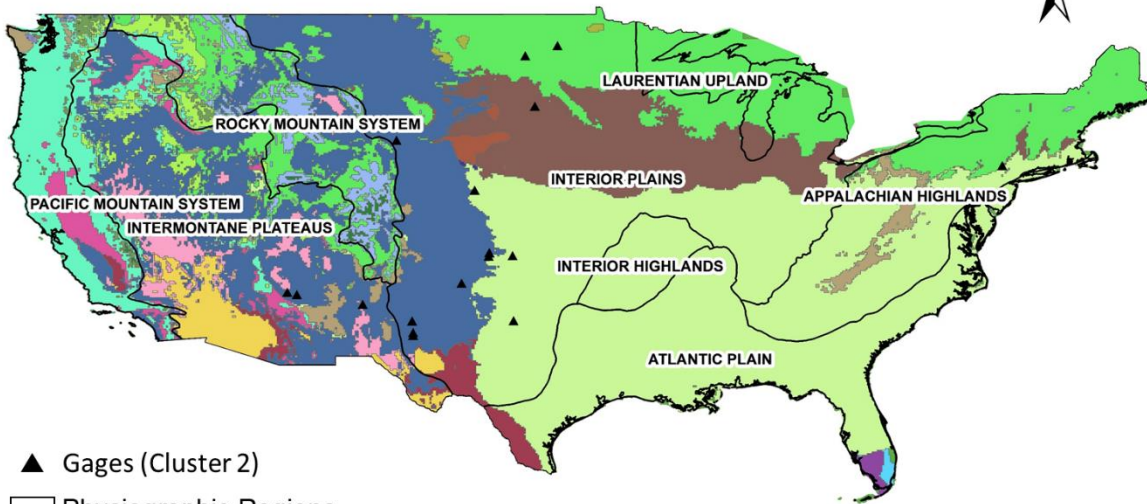 LAURENTIAN UPLAND
ROCKY MOUNTAIN SYSTEM
INTERIOR PLAINS
APPALACHIAN HIGHLANDS
PACIFIC MOUNTAIN SYSTEM
INTERMONTANE PLATEAUS
INTERIOR HIGHLANDS
ATLANTIC PLAIN
Gages (Cluster 2)
Physiographic Regions